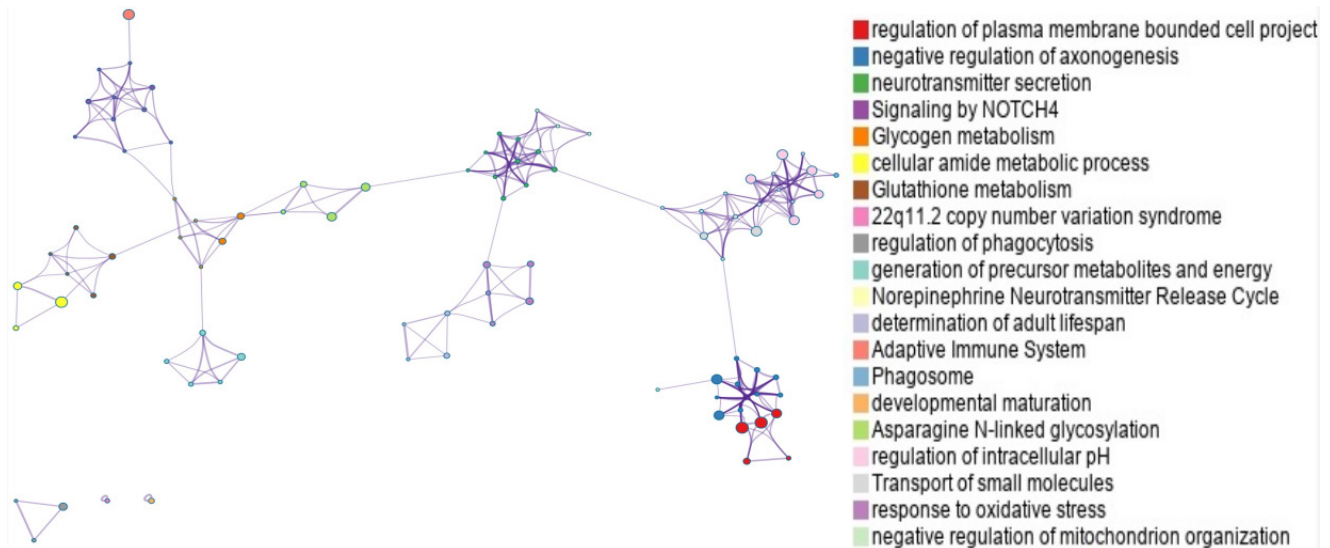 regulation of plasma membrane bounded cell project
negative regulation of axonogenesis
neurotransmitter secretion
Signaling by NOTCH4
Glycogen metabolism
cellular amide metabolic process
Glutathione metabolism
22q11.2 copy number variation syndrome
regulation of phagocytosis
generation of precursor metabolites and energy
Norepinephrine Neurotransmitter Release Cycle
determination of adult lifespan
Adaptive Immune System
Phagosome
developmental maturation
Asparagine N-linked glycosylation
regulation of intracellular pH
Transport of small molecules
response to oxidative stress
negative regulation of mitochondrion organization